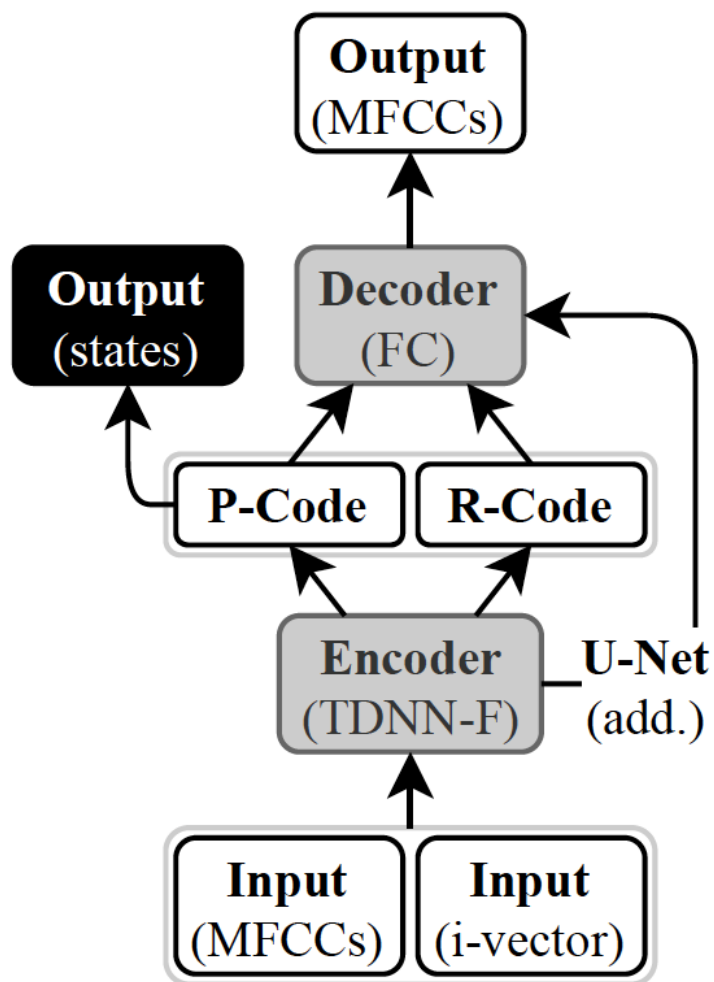 Output
(MFCCs)
Output
(states)
Decoder
(FC)
P-Code
R-Code
Encoder
(TDNN-F)
U-Net
(add.)
Input
(MFCCs)
Input
(i-vector)